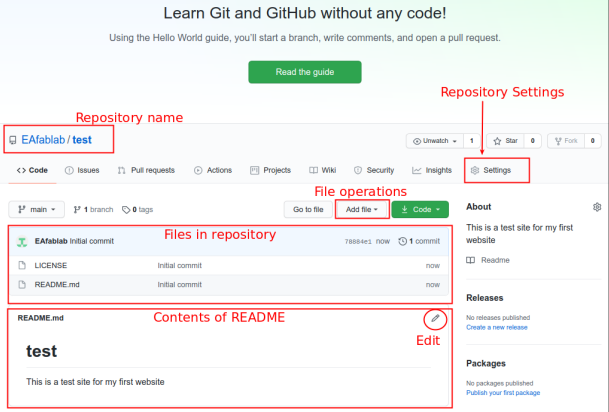 Learn Git and GitHub without any code!
Using the Hello World guide, you'll start a branch, write comments, and open a pull request.
Read the guide
Repository Settings
Repository name
EAfablab / test
Unwatch 1 Star 0 Fork 0
Code Issues Pull requests Actions Projects Wiki Security Insights Settings
File operations
main 1 branch 0 tags Go to file Add file Code
About
This is a test site for my first
website
Readme
Files in repository
EAfablab Initial commit 78884e1 now 1 commit
LICENSE Initial commit now
README.md Initial commit now
Releases
No releases published
Create a new release
README.md
Contents of README
Edit
test
This is a test site for my first website
Packages
No packages published
Publish your first package